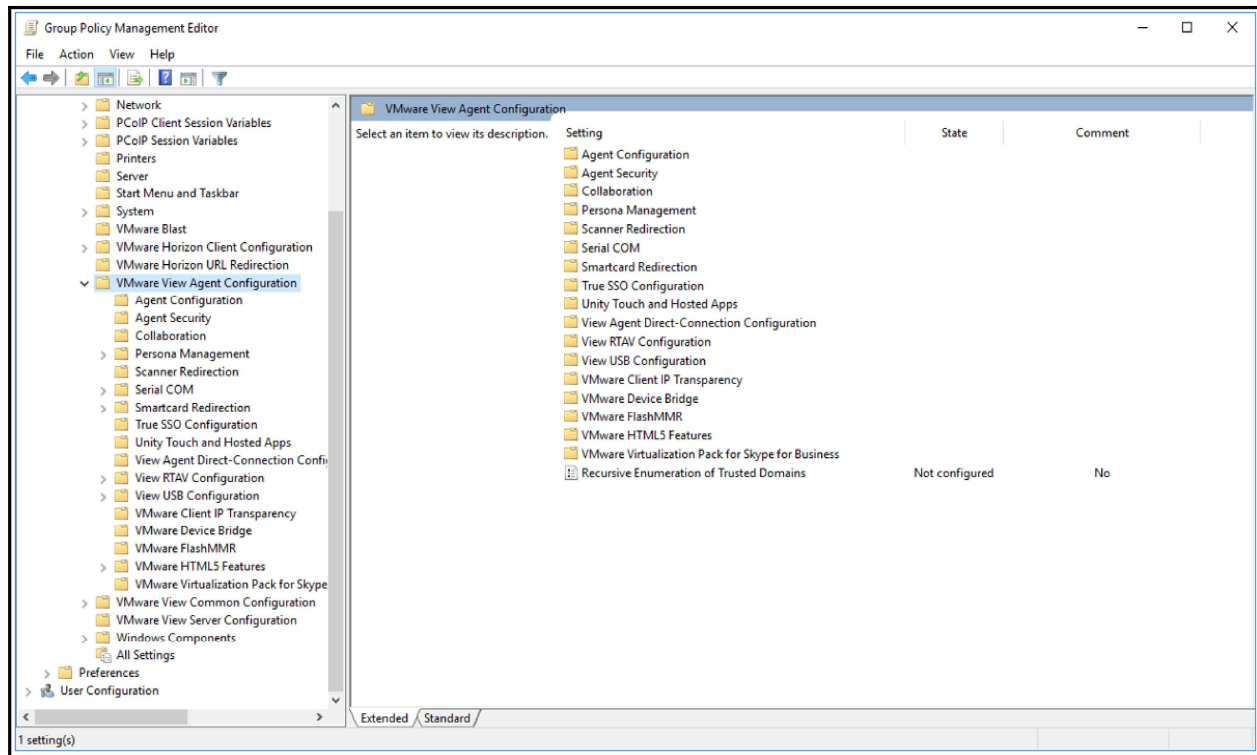 Group Policy Management Editor
File Action View Help
Network
PCoIP Client Session Variables
PCoIP Session Variables
Printers
Server
Start Menu and Taskbar
System
VMware Blast
VMware Horizon Client Configuration
VMware Horizon URL Redirection
VMware View Agent Configuration
Agent Configuration
Agent Security
Collaboration
Persona Management
Scanner Redirection
Serial COM
Smartcard Redirection
True SSO Configuration
Unity Touch and Hosted Apps
View Agent Direct-Connection Confi
View RTAV Configuration
View USB Configuration
VMware Client IP Transparency
VMware Device Bridge
VMware FlashMMR
VMware HTML5 Features
VMware Virtualization Pack for Skype
VMware View Common Configuration
VMware View Server Configuration
Windows Components
All Settings
Preferences
User Configuration
VMware View Agent Configuration
Select an item to view its description.
Setting State Comment
Agent Configuration
Agent Security
Collaboration
Persona Management
Scanner Redirection
Serial COM
Smartcard Redirection
True SSO Configuration
Unity Touch and Hosted Apps
View Agent Direct-Connection Configuration
View RTAV Configuration
View USB Configuration
VMware Client IP Transparency
VMware Device Bridge
VMware FlashMMR
VMware HTML5 Features
VMware Virtualization Pack for Skype for Business
Recursive Enumeration of Trusted Domains Not configured No
Extended Standard
1 setting(s)